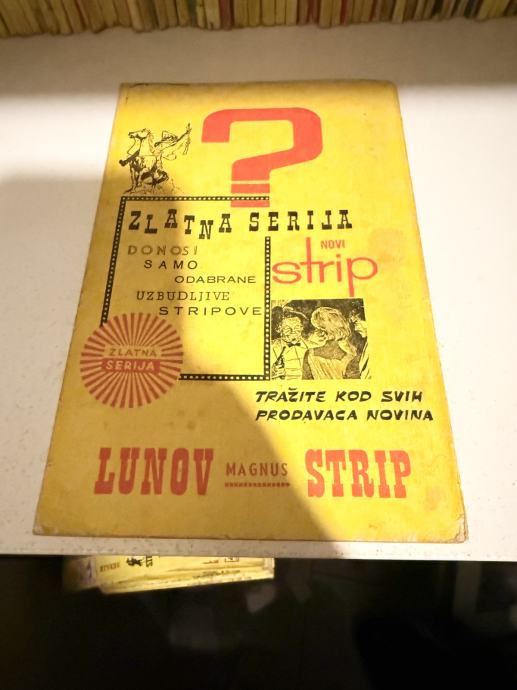 ?
ZLATNA SERIJA
DONOSI
SAMO
ODABRANE
UZBUDLJIVE
STRIPOVE
NOVI
strip
ZLATNA
SERIJA
TRAŽITE KOD SVIH
PRODAVACA NOVINA
LUNOV MAGNUS STRIP